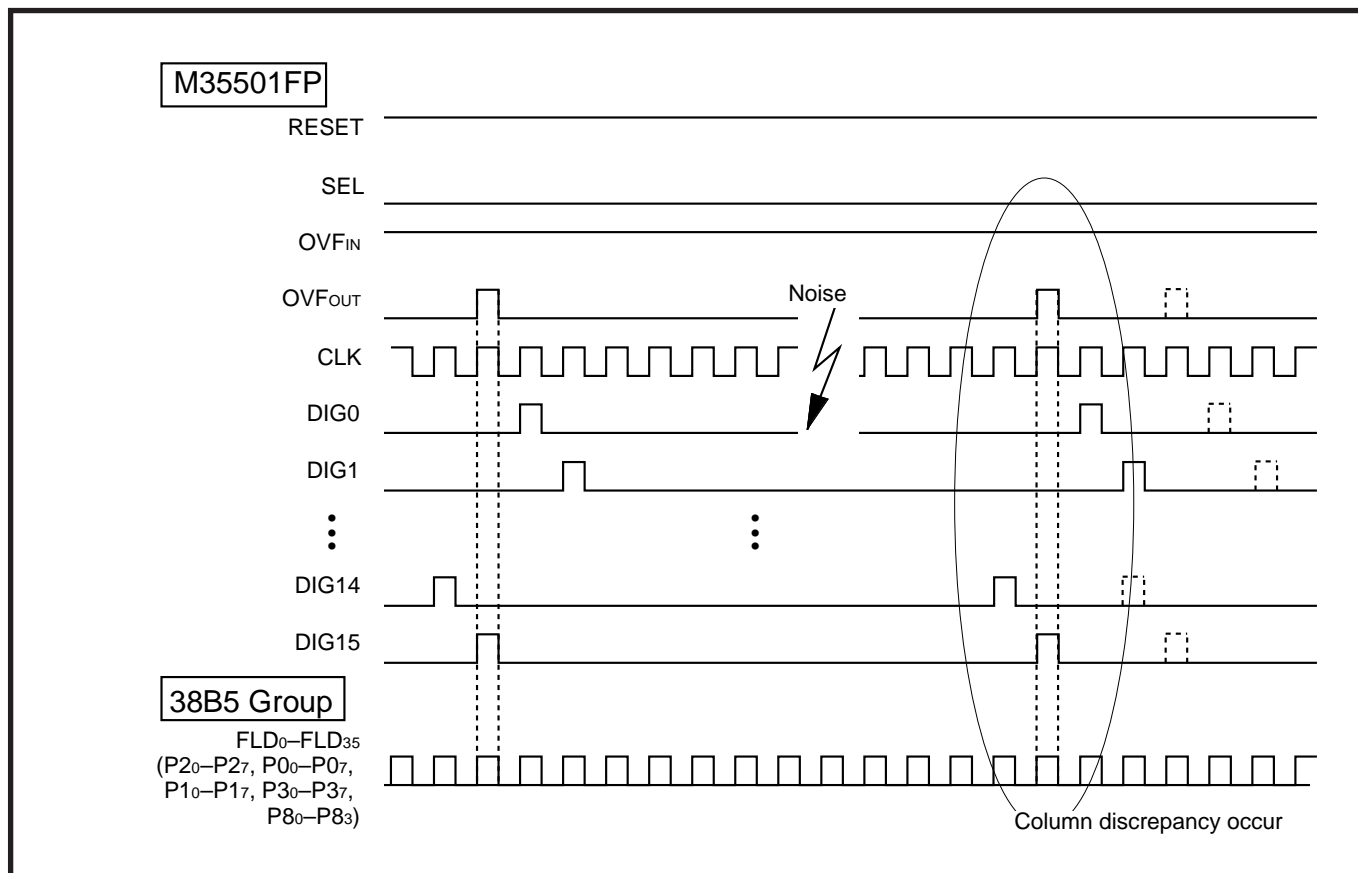 M35501FP
RESET
SEL
OVFIN
OVFOUT
Noise
CLK
DIG0
DIG1
DIG14
DIG15
38B5 Group
FLD0–FLD35
(P20–P27, P00–P07,
P10–P17, P30–P37,
P80–P83)
Column discrepancy occur